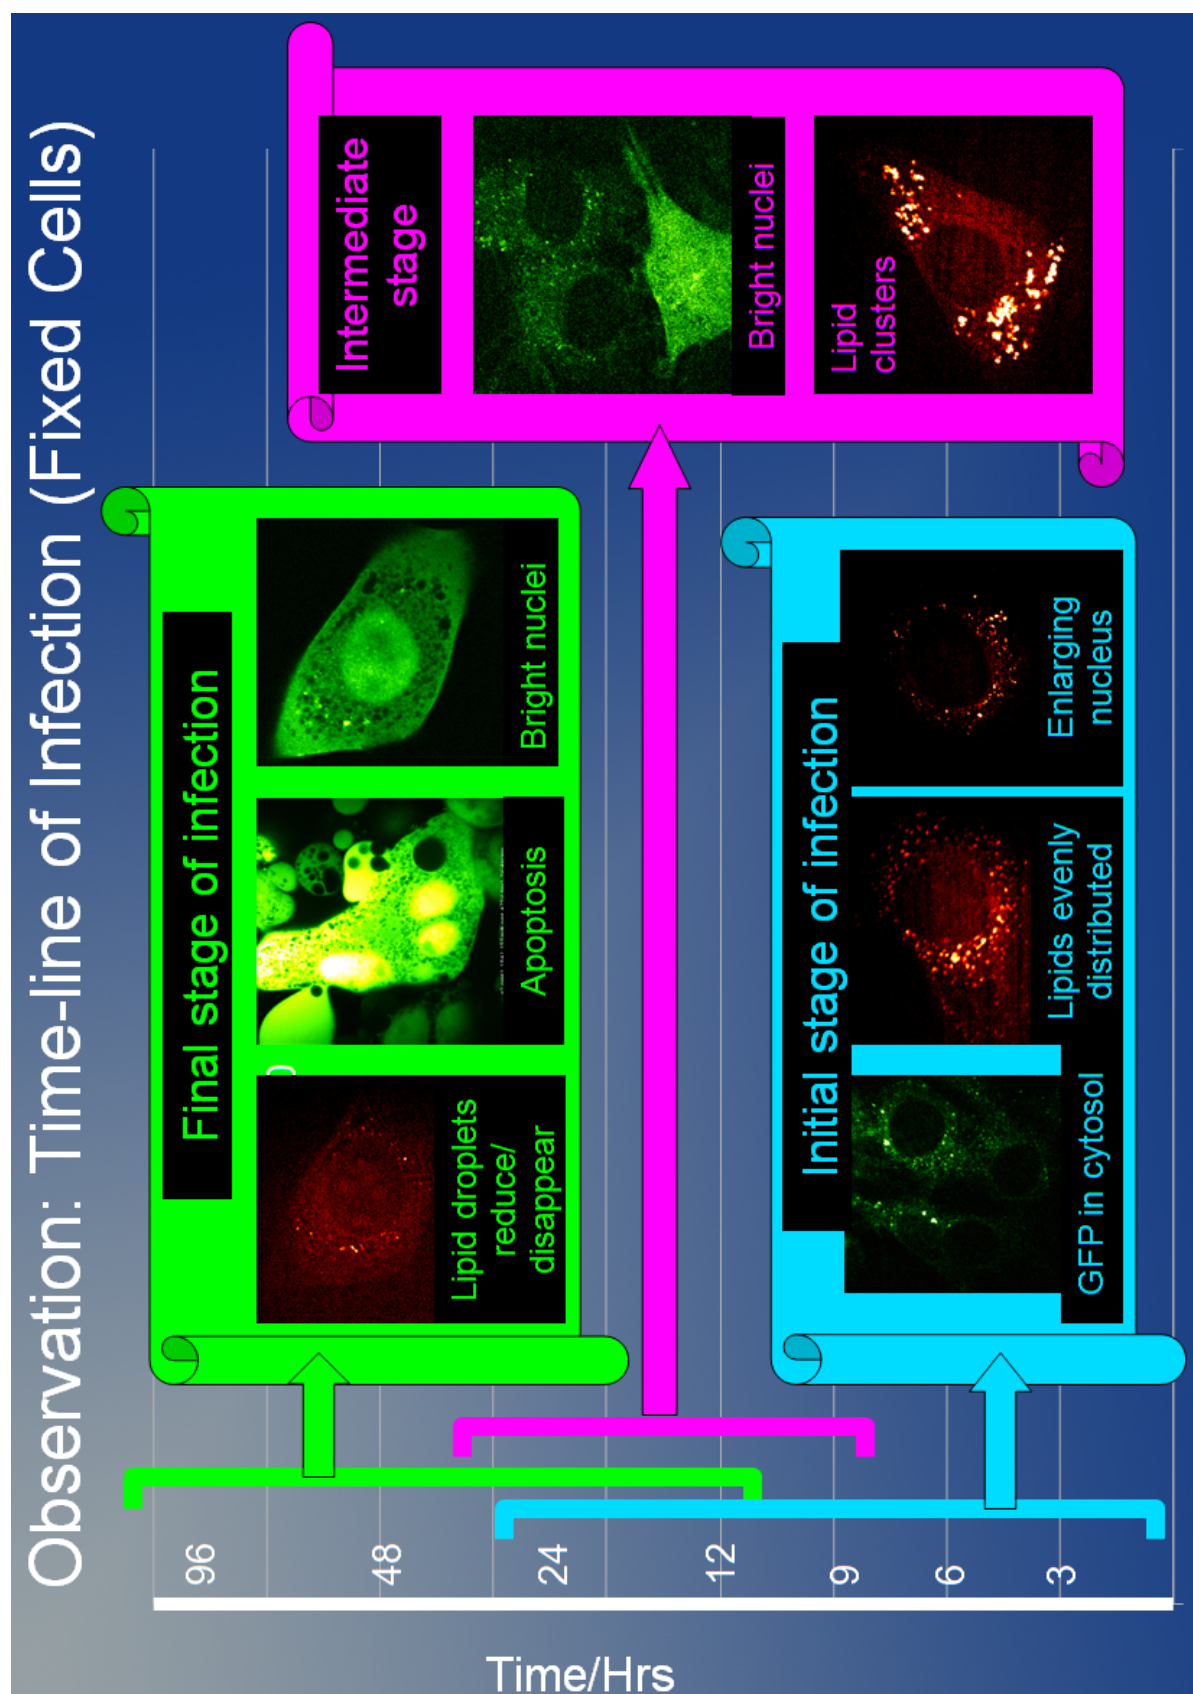 Observation: Time-line of Infection (Fixed Cells)
Final stage of infection
Lipid droplets
reduce/
disappear
Apoptosis
Bright nuclei
Intermediate
stage
Bright nuclei
Lipid
clusters
Initial stage of infection
GFP in cytosol
Lipids evenly
distributed
Enlarging
nucleus
96
48
24
12
9
6
3
Time/Hrs